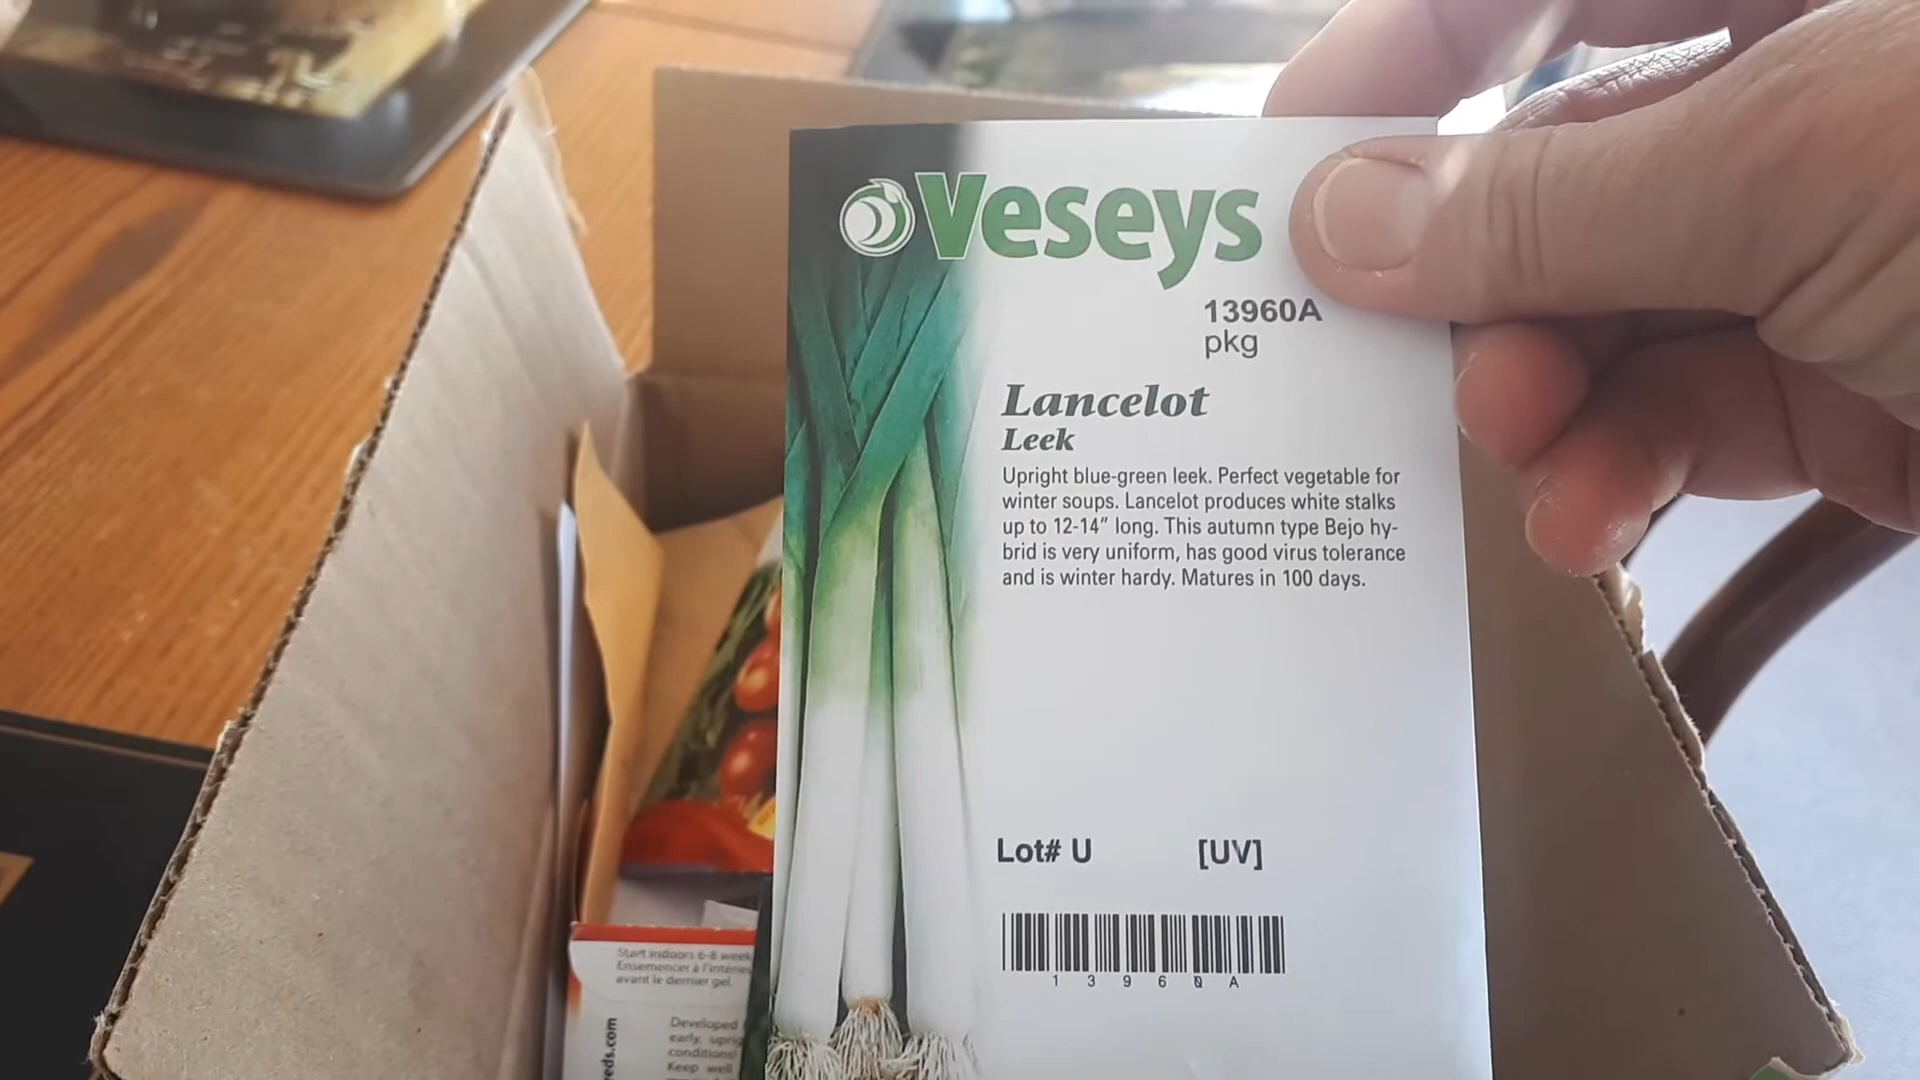 Veseys
13960A
pkg
Lancelot
Leek
Upright blue-green leek. Perfect vegetable for
winter soups. Lancelot produces white stalks
up to 12-14” long. This autumn type Bejo hy-
brid is very uniform, has good virus tolerance
and is winter hardy. Matures in 100 days.
Lot# U [UV]
1 3 9 6 0 A
Start indoors 6-8 week
Ensemencer à l'intérie
avant le dernier gel.
eds.com
Developed
early, uprig
conditions!
Keep well